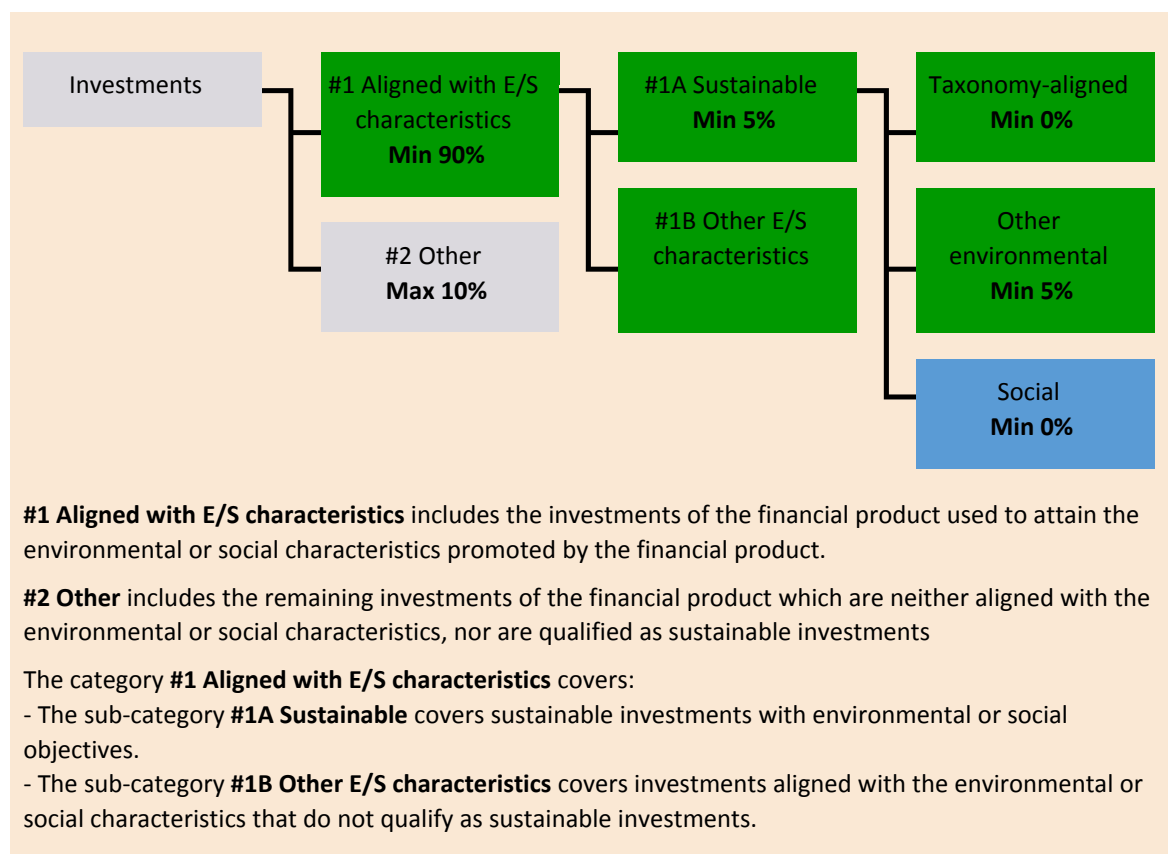 Investments
#1 Aligned with E/S
characteristics
Min 90%
#2 Other
Max 10%
#1A Sustainable
Min 5%
#1B Other E/S
characteristics
Taxonomy-aligned
Min 0%
Other
environmental
Min 5%
Social
Min 0%
#1 Aligned with E/S characteristics includes the investments of the financial product used to attain the
environmental or social characteristics promoted by the financial product.
#2 Other includes the remaining investments of the financial product which are neither aligned with the
environmental or social characteristics, nor are qualified as sustainable investments
The category #1 Aligned with E/S characteristics covers:
- The sub-category #1A Sustainable covers sustainable investments with environmental or social
objectives.
- The sub-category #1B Other E/S characteristics covers investments aligned with the environmental or
social characteristics that do not qualify as sustainable investments.